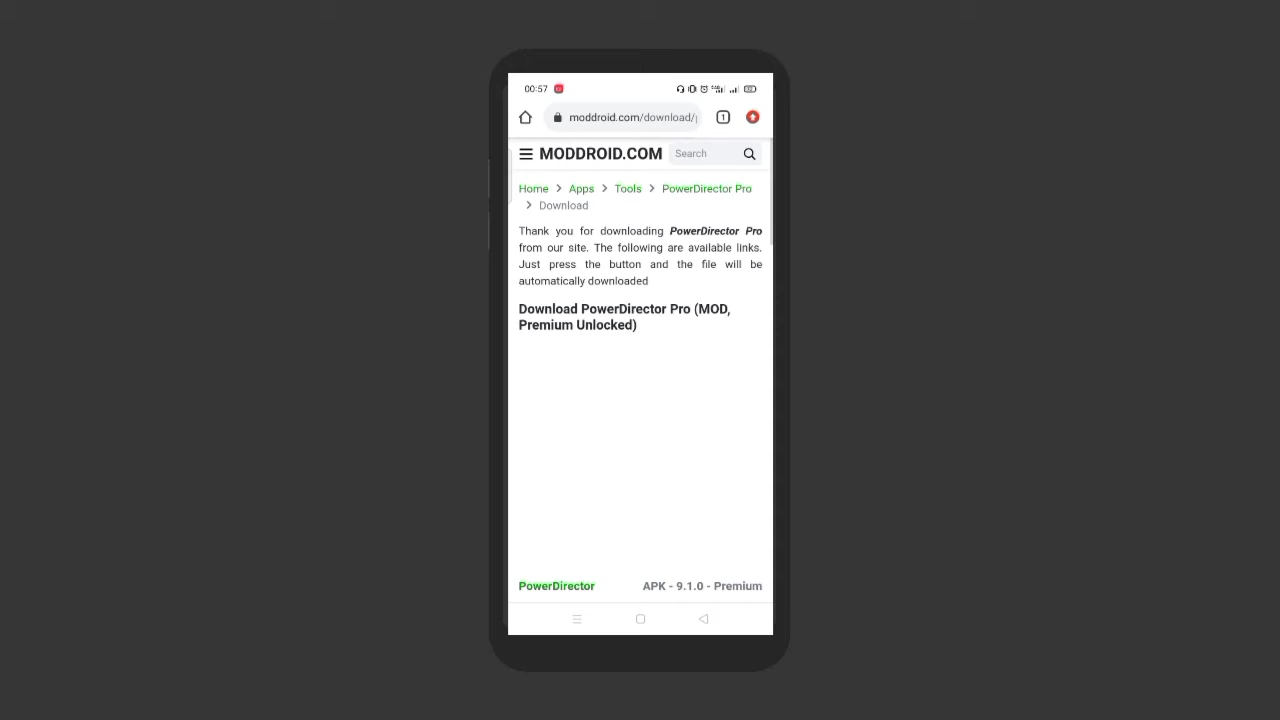 00:57
moddroid.com/download/
1
MODDROID.COM
Search
Home > Apps > Tools > PowerDirector Pro
> Download
Thank you for downloading PowerDirector Pro
from our site. The following are available links.
Just press the button and the file will be
automatically downloaded
Download PowerDirector Pro (MOD,
Premium Unlocked)
PowerDirector
APK - 9.1.0 - Premium